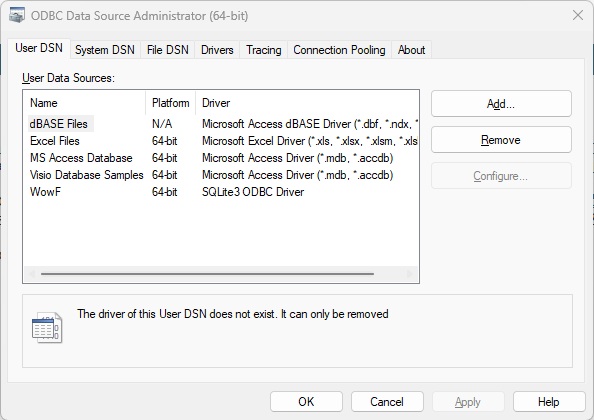 ODBC Data Source Administrator (64-bit)
User DSN System DSN File DSN Drivers Tracing Connection Pooling About
User Data Sources:
Name Platform Driver
dBASE Files N/A Microsoft Access dBASE Driver (*.dbf, *.ndx, *
Excel Files 64-bit Microsoft Excel Driver (*.xls, *.xlsx, *.xlsm, *.xls
MS Access Database 64-bit Microsoft Access Driver (*.mdb, *.accdb)
Visio Database Samples 64-bit Microsoft Access Driver (*.mdb, *.accdb)
WowF 64-bit SQLite3 ODBC Driver
Add...
Remove
Configure...
The driver of this User DSN does not exist. It can only be removed
OK Cancel Apply Help